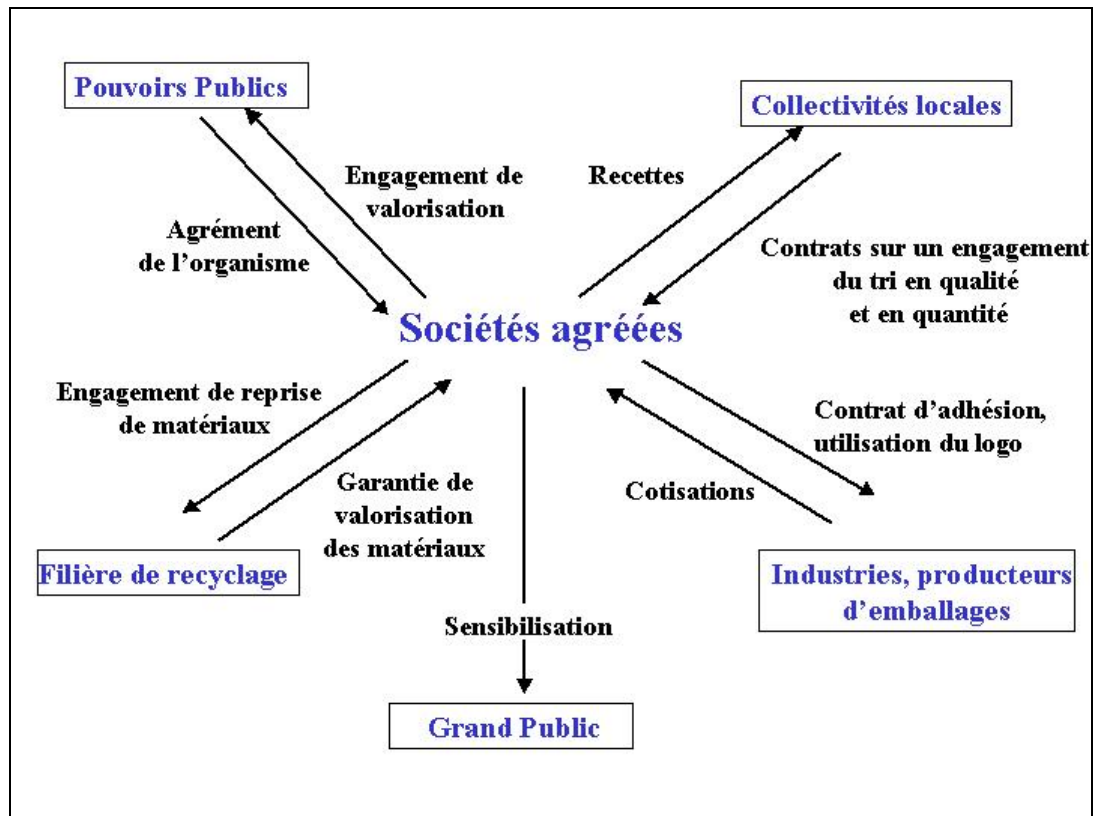 Pouvoirs Publics
Collectivités locales
Engagement de
valorisation
Recettes
Agrément
de l'organisme
Contrats sur un engagement
du tri en qualité
et en quantité
Sociétés agréées
Engagement de reprise
de matériaux
Contrat d'adhésion,
utilisation du logo
Garantie de
valorisation
des matériaux
Cotisations
Filière de recyclage
Industries, producteurs
d'emballages
Sensibilisation
Grand Public